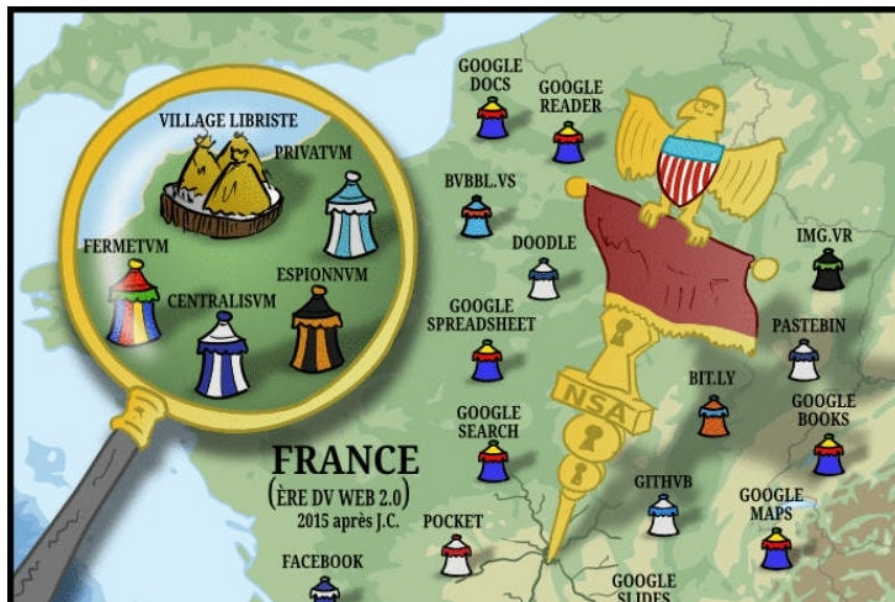 GOOGLE
DOCS
GOOGLE
READER
VILLAGE LIBRISTE
PRIVATVM
BVBBL.VS
FERMETVM
DOODLE
IMG.VR
ESPIONNVM
CENTRALISVM
GOOGLE
SPREADSHEET
PASTEBIN
BIT.LY
NSA
GOOGLE
BOOKS
GOOGLE
SEARCH
FRANCE
(ÈRE DV WEB 2.0)
2015 après J.C.
GITHVB
GOOGLE
MAPS
POCKET
FACEBOOK
GOOGLE
SLIDES